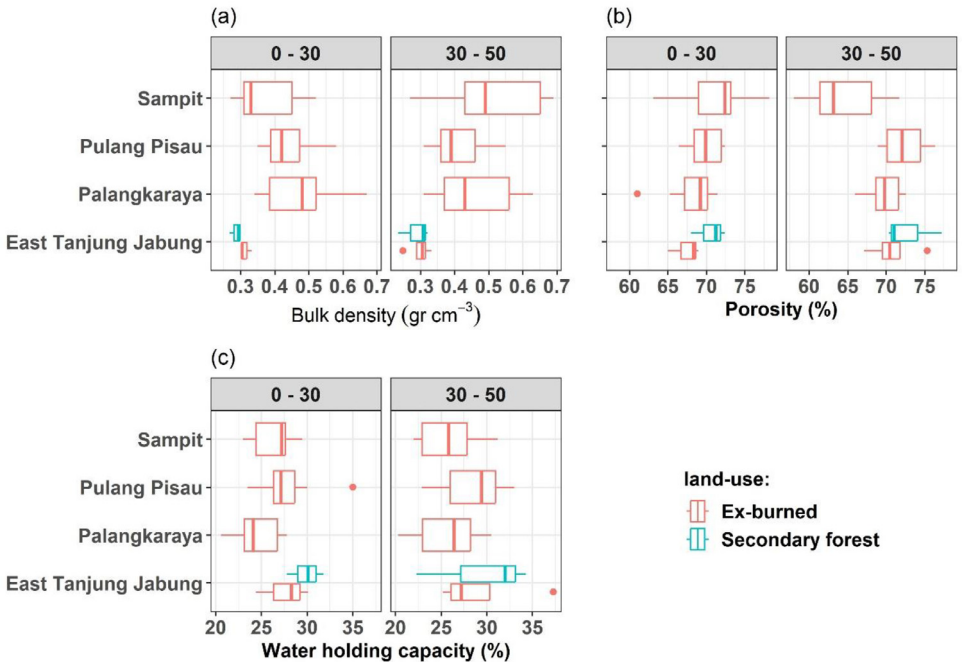 (a)
(b)
0 - 30
30 - 50
0 - 30
30 - 50
Sampit
Pulang Pisau
Palangkaraya
East Tanjung Jabung
0.3 0.4 0.5 0.6 0.7
0.3 0.4 0.5 0.6 0.7
60 65 70 75
60 65 70 75
Bulk density (gr cm⁻³)
Porosity (%)
(c)
0 - 30
30 - 50
Sampit
Pulang Pisau
Palangkaraya
East Tanjung Jabung
land-use:
Ex-burned
Secondary forest
20 25 30 35
20 25 30 35
Water holding capacity (%)